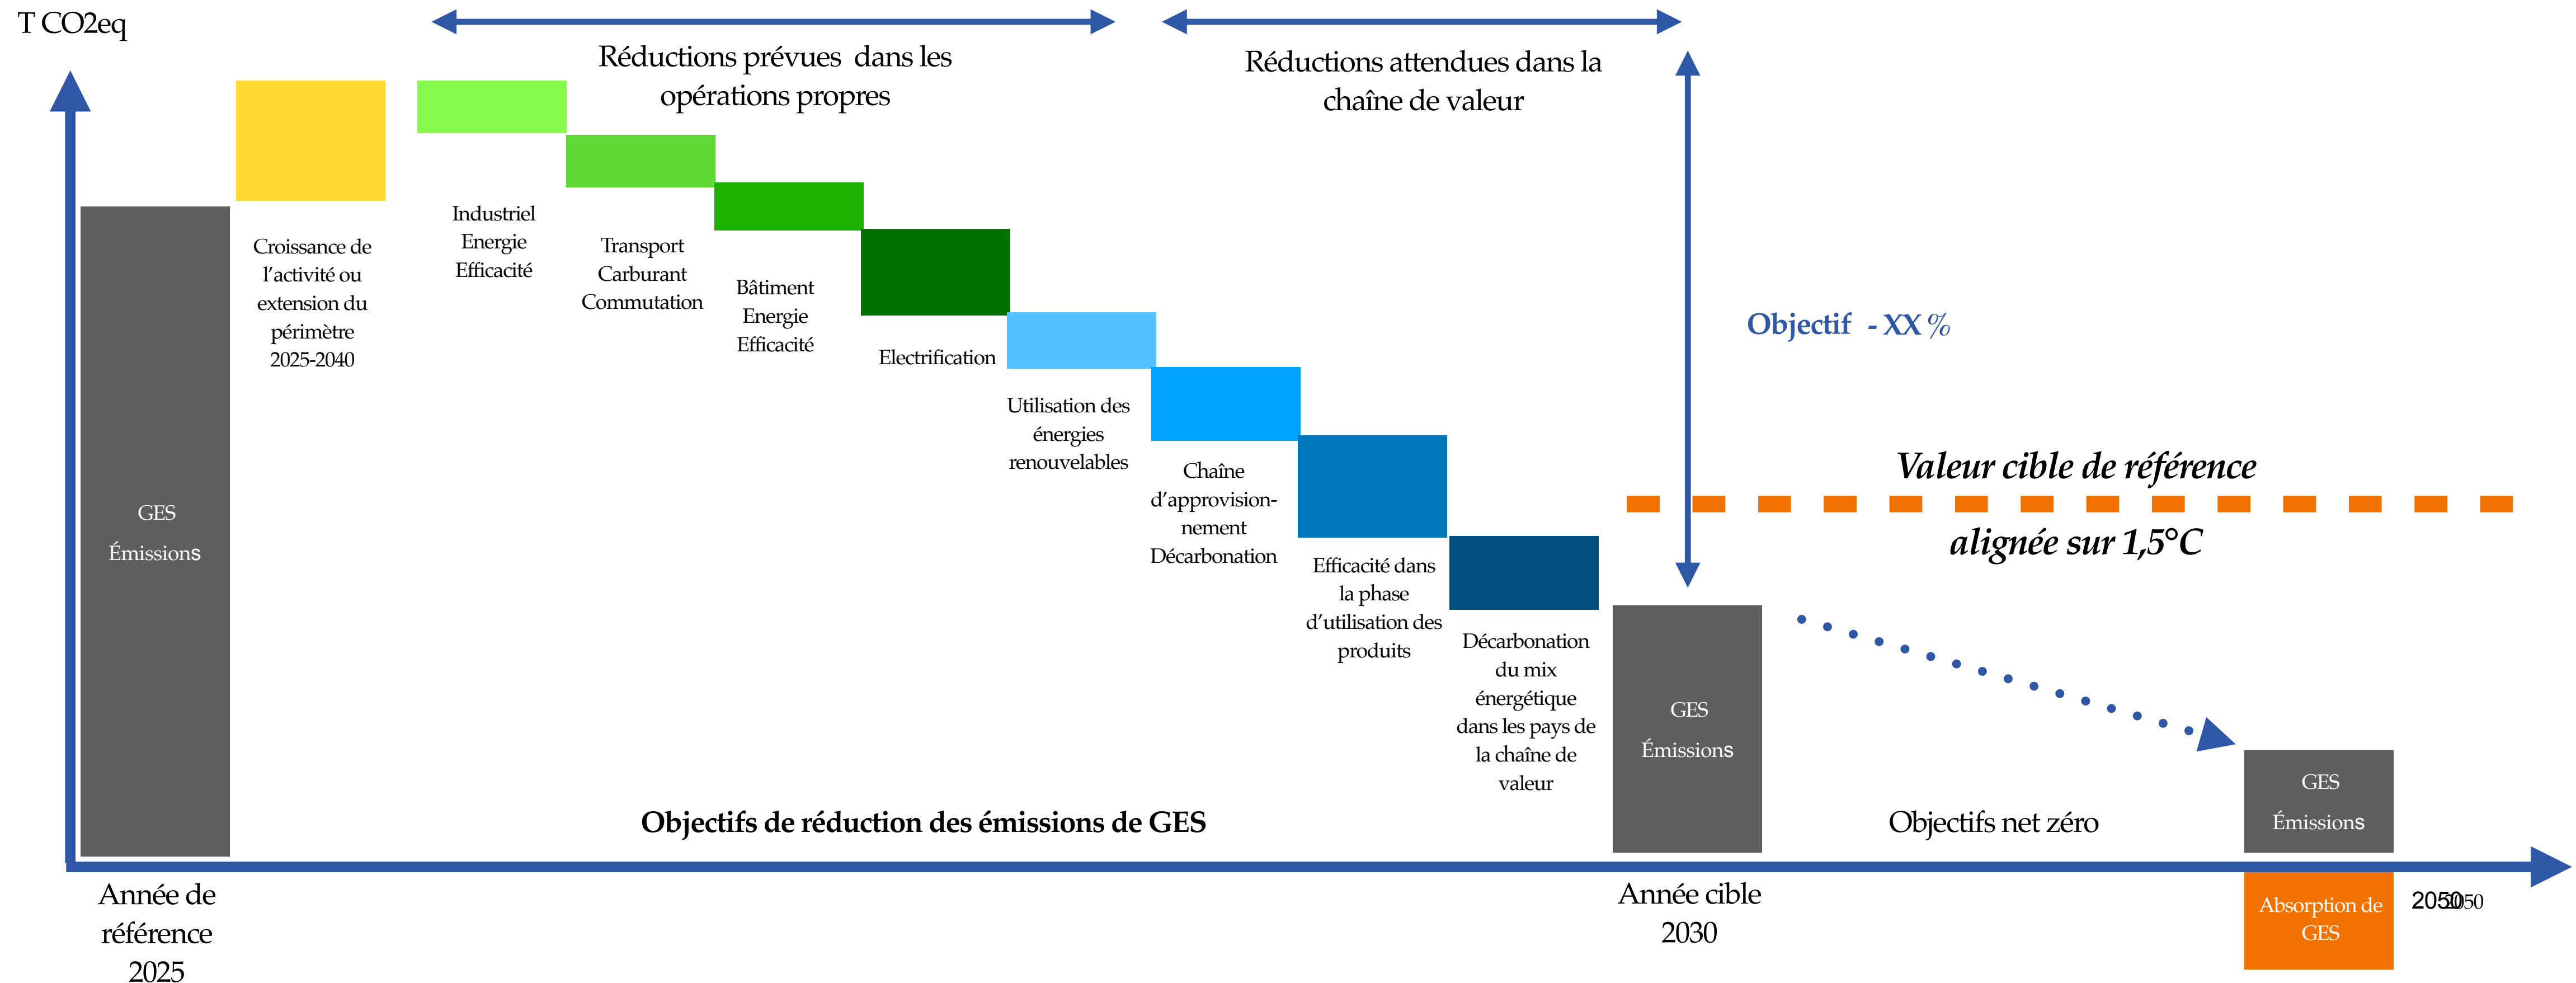 T CO2eq
Réductions prévues dans les
opérations propres
Réductions attendues dans la
chaîne de valeur
Croissance de
l'activité ou
extension du
périmètre
2025-2040
Industriel
Energie
Efficacité
Transport
Carburant
Commutation
Bâtiment
Energie
Efficacité
Electrification
Utilisation des
énergies
renouvelables
Chaîne
d'approvision-
nement
Décarbonation
Efficacité dans
la phase
d'utilisation des
produits
Décarbonation
du mix
énergétique
dans les pays de
la chaîne de
valeur
Objectif - XX %
Valeur cible de référence
alignée sur 1,5°C
GES
Émissions
GES
Émissions
GES
Émissions
Objectifs de réduction des émissions de GES
Objectifs net zéro
Année de
référence
2025
Année cible
2030
Absorption de
GES
2050
2050